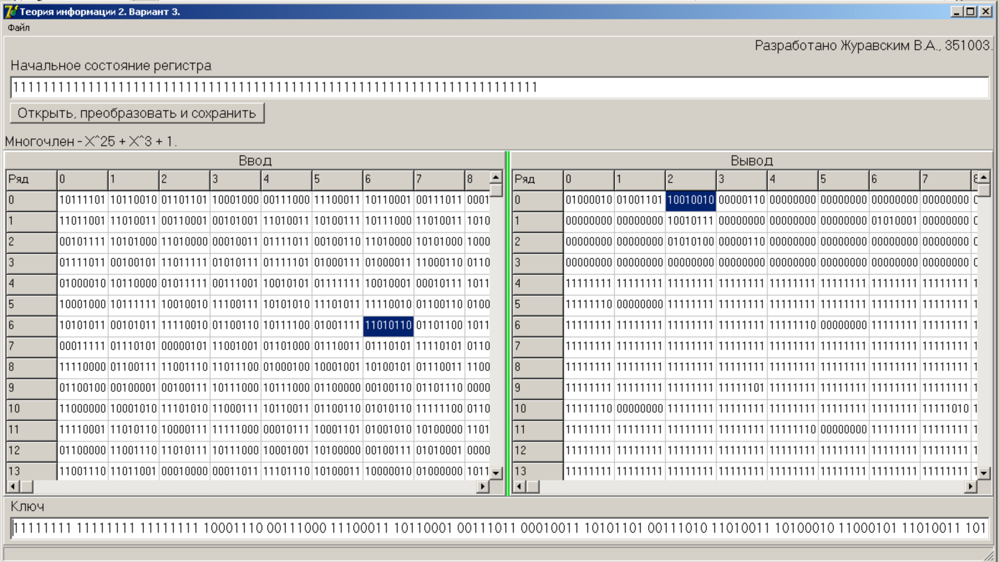 Теория информации 2. Вариант 3.
Файл
Разработано Журавским В.А., 351003.
Начальное состояние регистра
Открыть, преобразовать и сохранить
Многочлен - X^25 + X^3 + 1.
Ввод
Ряд 0 1 2 3 4 5 6 7 8
0 10111101 10110010 01101101 10001000 00111000 11100011 10110001 00111011 0001
1 11011001 11010011 00110001 00101001 11010011 10100111 10111000 11010011 1010
2 00101111 10101000 11010000 00010011 01111011 00100110 11010000 10101000 1000
3 01111011 00100101 11011111 01010111 01111101 01000111 01000011 11000110 0110
4 01000010 10110000 01011111 00111001 10010101 01111111 10010001 00010111 1011
5 10001000 10111111 10010010 11100111 10101010 11101011 11110010 01100110 0100
6 10101011 00101011 11110010 01100110 10111100 01001111 11010110 01101100 1011
7 00011111 01110101 00000101 11001001 01101000 01110011 01110101 11110101 0110
8 11110000 01100111 11001110 11011100 01000100 10001001 10100101 01110011 1100
9 01100100 00100001 00100111 10111000 10111000 01100000 00100110 01101110 0000
10 11000000 10001010 11101010 11000111 10110011 01100110 01010110 11111100 0110
11 11110001 11010110 10000111 11111000 00010111 10001101 01001010 10100000 1101
12 01100000 11001110 11010111 10111000 10001001 10100000 00100111 01010001 0000
13 11001110 11011001 00010000 00011011 11101110 10100011 10000010 01000000 1011
Вывод
Ряд 0 1 2 3 4 5 6 7 8
0 01000010 01001101 10010010 00000110 00000000 00000000 00000000 00000000
1 00000000 00000000 10010111 00000000 00000000 00000000 01010001 00000000
2 00000000 00000000 01010100 00000110 00000000 00000000 00000000 00000000
3 00000000 00000000 00000000 00000000 00000000 00000000 00000000 00000000
4 11111111 11111111 11111111 11111111 11111111 11111111 11111111 11111111 1
5 11111110 00000000 11111111 11111111 11111111 11111111 11111111 11111111 1
6 11111111 11111111 11111111 11111111 11111110 00000000 11111111 11111111 1
7 11111111 11111111 11111111 11111111 11111111 11111111 11111111 11111111 1
8 11111111 11111111 11111111 11111111 11111111 11111111 11111111 11111111 1
9 11111111 11111111 11111111 11111101 11111111 11111111 11111111 11111111 1
10 11111110 00000000 11111111 11111111 11111111 11111111 11111111 11111010 1
11 11111111 11111111 11111111 11111111 11111110 00000000 11111111 11111111 1
12 11111111 11111111 11111111 11111111 11111111 11111111 11111111 11111111 1
13 11111111 11111111 11111111 11111111 11111111 11111111 11111111 11111111 1
Ключ
11111111 11111111 11111111 10001110 00111000 11100011 10110001 00111011 00010011 10101101 00111010 11010011 10100010 11000101 11010011 101